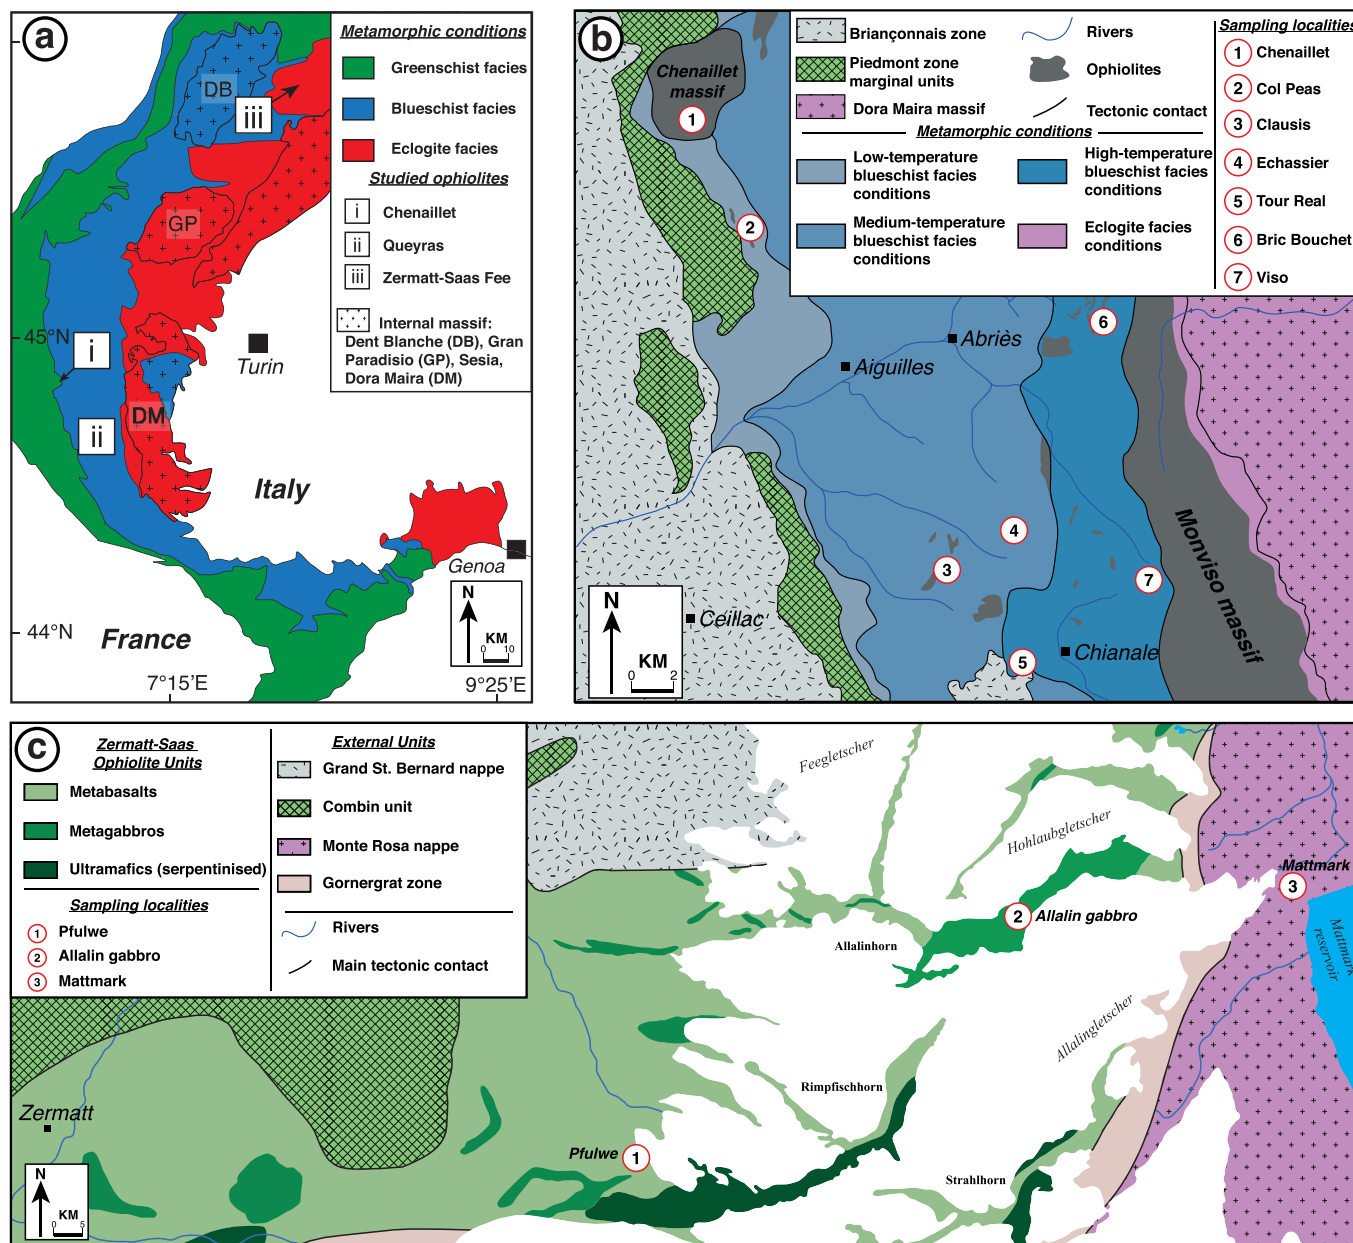 a
Metamorphic conditions
Greenschist facies
Blueschist facies
Eclogite facies
Studied ophiolites
i
Chenaillet
ii
Queyras
iii
Zermatt-Saas Fee
Internal massif:
Dent Blanche (DB), Gran
Paradisio (GP), Sesia,
Dora Maira (DM)
DB
iii
GP
45°N
i
Turin
DM
ii
Italy
Genoa
N
KM
0
10
44°N
France
7°15'E
9°25'E
b
Briançonnais zone
Piedmont zone
marginal units
Dora Maira massif
Rivers
Ophiolites
Tectonic contact
Metamorphic conditions
Low-temperature
blueschist facies
conditions
High-temperature
blueschist facies
conditions
Medium-temperature
blueschist facies
conditions
Eclogite facies
conditions
Sampling localities
1 Chenaillet
2 Col Peas
3 Clausis
4 Echassier
5 Tour Real
6 Bric Bouchet
7 Viso
Chenaillet
massif
1
2
6
Abriès
Aiguilles
4
3
7
Monviso massif
N
KM
0
2
Ceillac
5
Chianale
c
Zermatt-Saas
Ophiolite Units
Metabasalts
Metagabbros
Ultramafics (serpentinised)
Sampling localities
1 Pfulwe
2 Allalin gabbro
3 Mattmark
External Units
Grand St. Bernard nappe
Combin unit
Monte Rosa nappe
Gornergrat zone
Rivers
Main tectonic contact
Feegletscher
Hohlaubgletscher
Mattmark
3
2
Allalin gabbro
Allalinhorn
Mattmark
reservoir
Allalingletscher
Rimpfischhorn
Zermatt
Pfulwe
1
Strahlhorn
N
KM
0
5